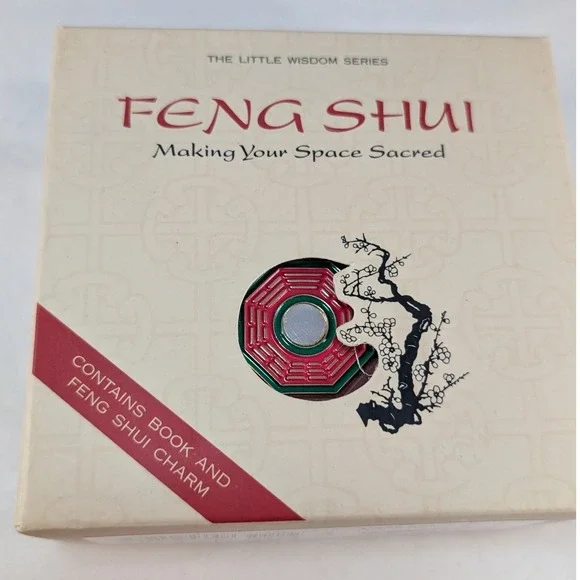 THE LITTLE WISDOM SERIES
FENG SHUI
Making Your Space Sacred
CONTAINS BOOK AND
FENG SHUI CHARM